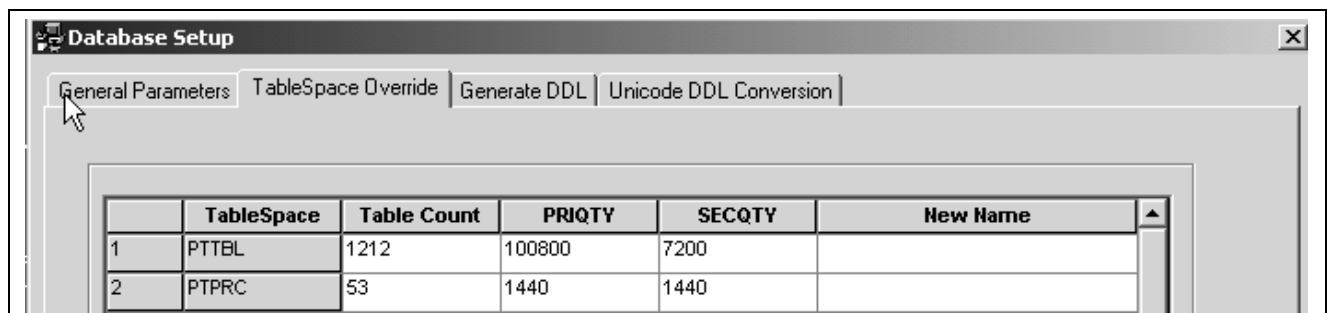 Database Setup
General Parameters TableSpace Override Generate DDL Unicode DDL Conversion
TableSpace Table Count PRIQTY SECQTY New Name
1 PTTBL 1212 100800 7200
2 PTPRC 53 1440 1440